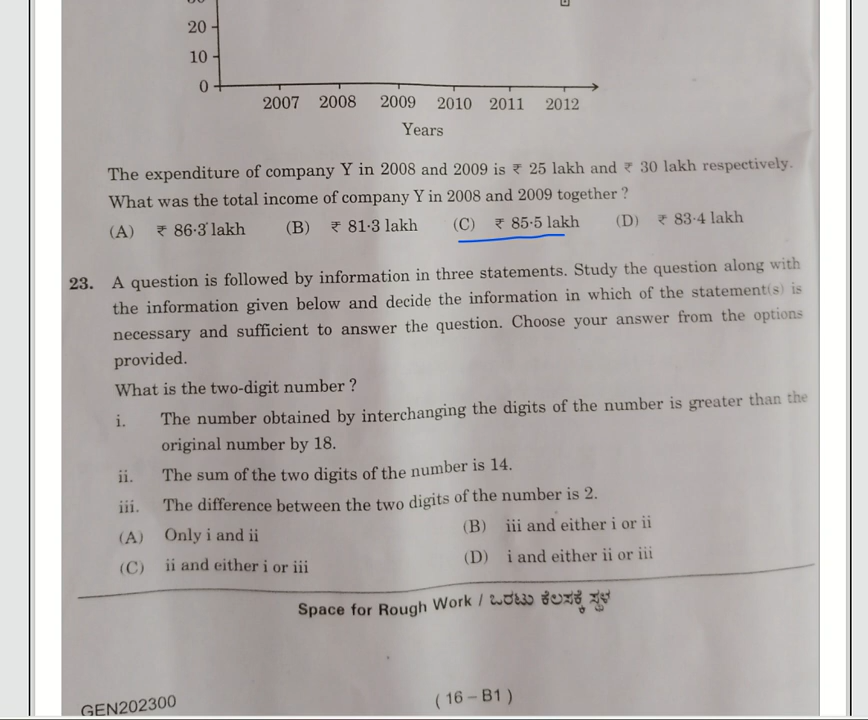 20
10
0
2007 2008 2009 2010 2011 2012
Years
The expenditure of company Y in 2008 and 2009 is ₹ 25 lakh and ₹ 30 lakh respectively.
What was the total income of company Y in 2008 and 2009 together ?
(A) ₹ 86·3 lakh (B) ₹ 81·3 lakh (C) ₹ 85·5 lakh (D) ₹ 83·4 lakh
23. A question is followed by information in three statements. Study the question along with
the information given below and decide the information in which of the statement(s) is
necessary and sufficient to answer the question. Choose your answer from the options
provided.
What is the two-digit number ?
i. The number obtained by interchanging the digits of the number is greater than the
original number by 18.
ii. The sum of the two digits of the number is 14.
iii. The difference between the two digits of the number is 2.
(A) Only i and ii (B) iii and either i or ii
(C) ii and either i or iii (D) i and either ii or iii
Space for Rough Work / ಒರಟು ಕೆಲಸಕ್ಕೆ ಸ್ಥಳ
GEN202300 ( 16 – B1 )